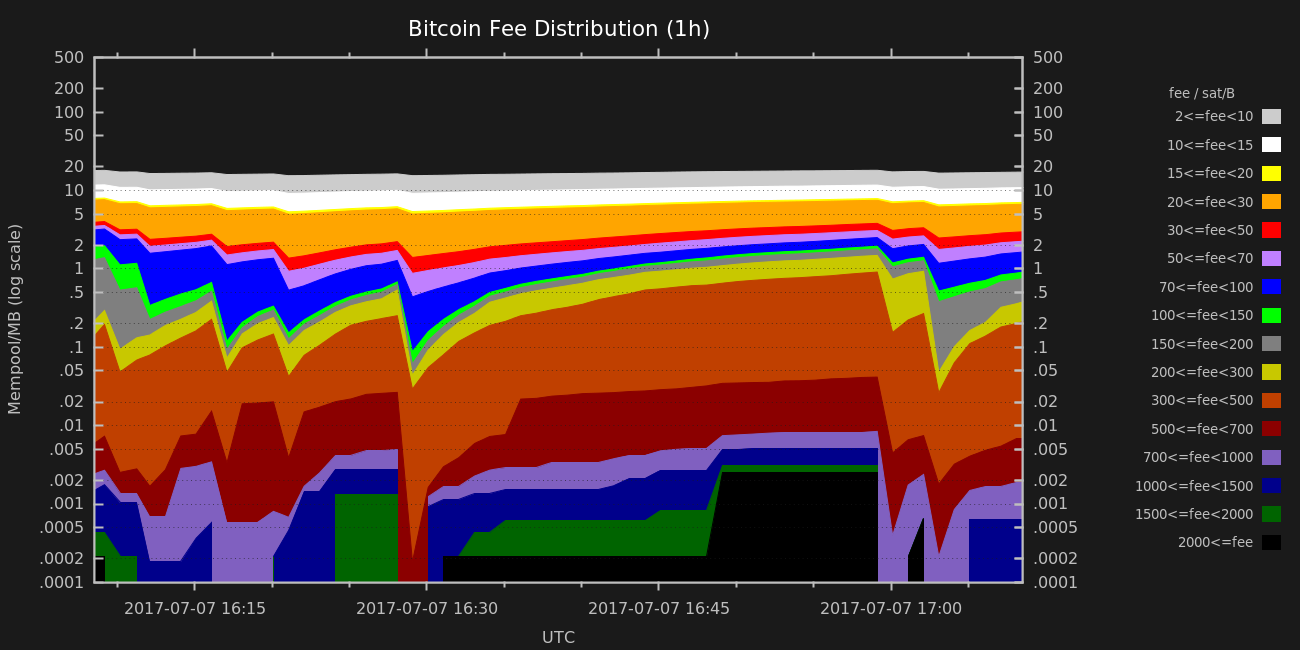 Bitcoin Fee Distribution (1h)
Mempool/MB (log scale)
500
200
100
50
20
10
5
2
1
.5
.2
.1
.05
.02
.01
.005
.002
.001
.0005
.0002
.0001
500
200
100
50
20
10
5
2
1
.5
.2
.1
.05
.02
.01
.005
.002
.001
.0005
.0002
.0001
2017-07-07 16:15
2017-07-07 16:30
2017-07-07 16:45
2017-07-07 17:00
UTC
fee / sat/B
2<=fee<10
10<=fee<15
15<=fee<20
20<=fee<30
30<=fee<50
50<=fee<70
70<=fee<100
100<=fee<150
150<=fee<200
200<=fee<300
300<=fee<500
500<=fee<700
700<=fee<1000
1000<=fee<1500
1500<=fee<2000
2000<=fee